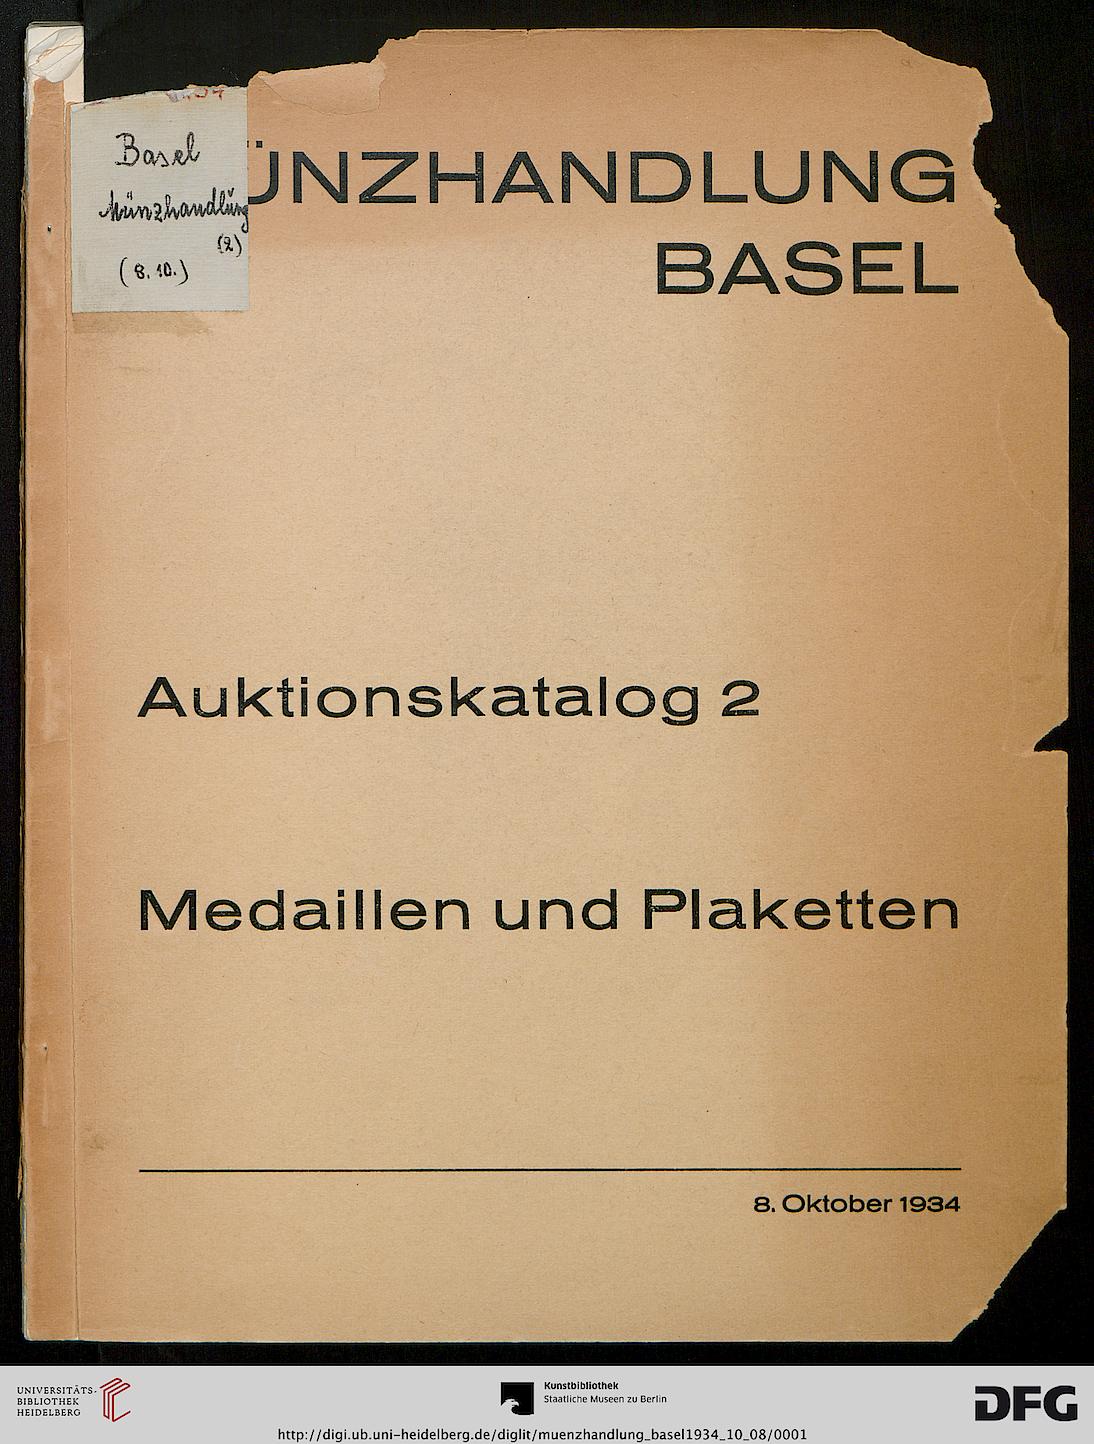 Basel
Münzhandlung
(2)
(8.10.)
ÜNZHANDLUNG
BASEL
Auktionskatalog 2
Medaillen und Plaketten
8. Oktober 1934
UNIVERSITÄTS-
BIBLIOTHEK
HEIDELBERG
Kunstbibliothek
Staatliche Museen zu Berlin
DFG
http://digi.ub.uni-heidelberg.de/diglit/muenzhandlung_basel1934_10_08/0001